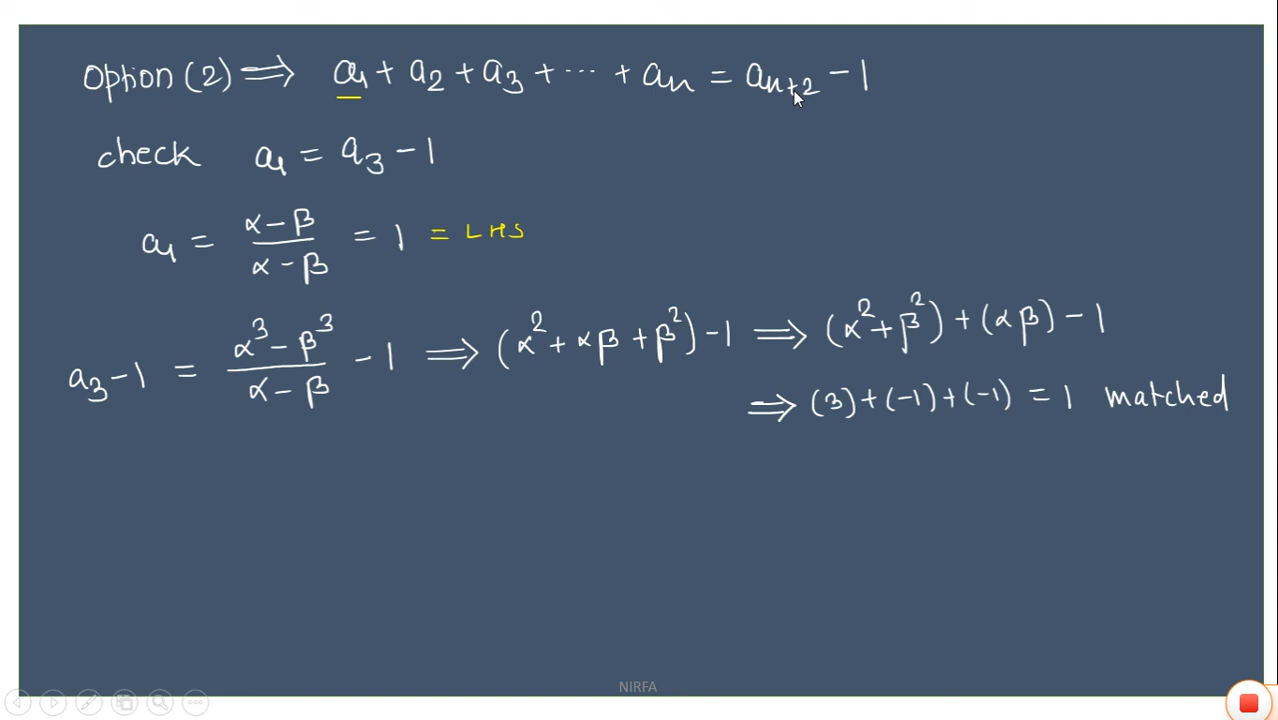 Option (2) ⟹ a₁ + a₂ + a₃ + ⋯ + aₙ = aₙ₊₂ − 1
check a₁ = a₃ − 1
a₁ = (α − β)/(α − β) = 1 = LHS
a₃ − 1 = (α³ − β³)/(α − β) − 1 ⟹ (α² + αβ + β²) − 1 ⟹ (α² + β²) + (αβ) − 1
⟹ (3) + (−1) + (−1) = 1 matched
NIRFA